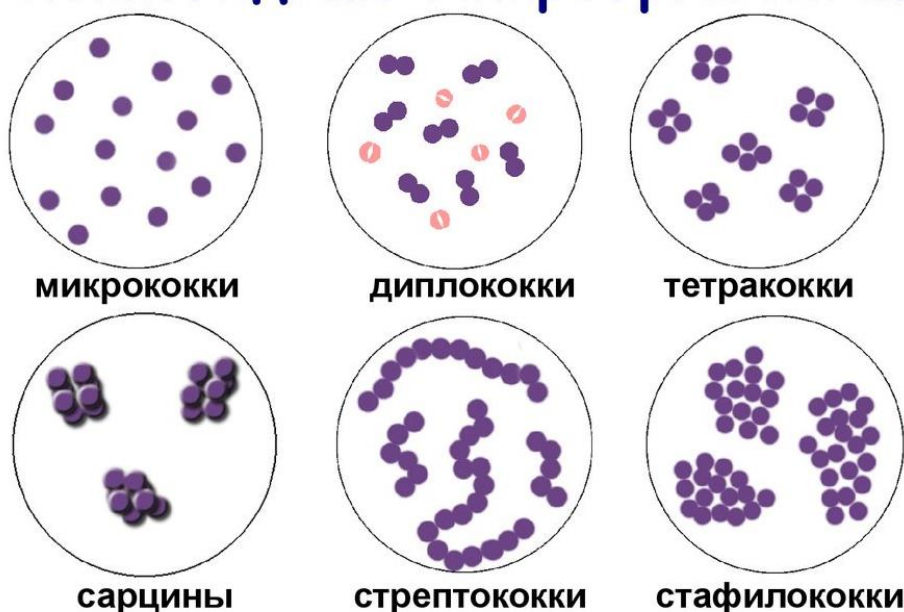 микрококки
диплококки
тетракокки
сарцины
стрептококки
стафилококки